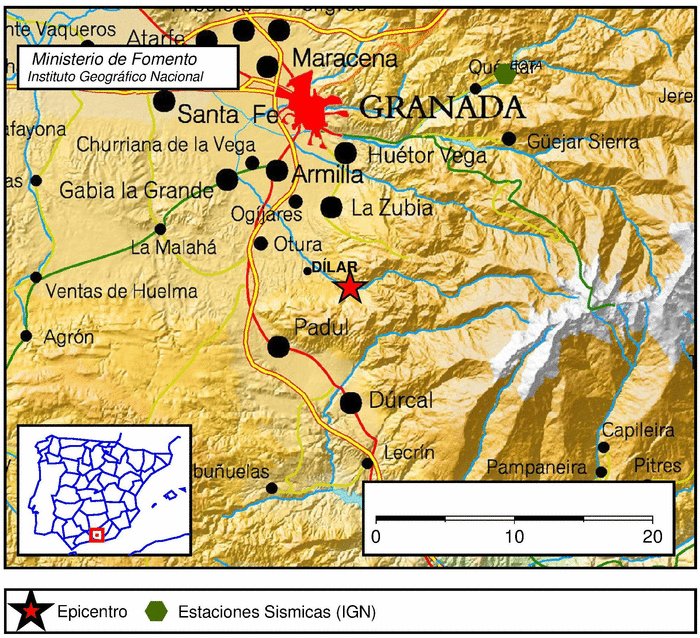 nte Vaqueros
Atarfe
Maracena
Ministerio de Fomento
Instituto Geográfico Nacional
Quéntar
EQTA
Jere
Santa Fe
GRANADA
afayona
Churriana de la Vega
Huétor Vega
Güejar Sierra
as
Gabia la Grande
Armilla
Ogíjares
La Zubia
La Malahá
Otura
DÍLAR
Ventas de Huelma
Padul
Agrón
Dúrcal
Capileira
buñuelas
Lecrín
Pampaneira
Pitres
0
10
20
Epicentro
Estaciones Sismicas (IGN)